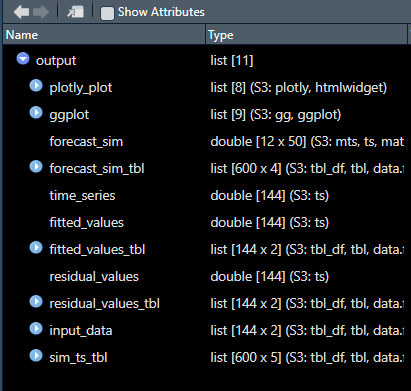 Show Attributes
Name Type
output list [11]
plotly_plot list [8] (S3: plotly, htmlwidget)
ggplot list [9] (S3: gg, ggplot)
forecast_sim double [12 x 50] (S3: mts, ts, mat
forecast_sim_tbl list [600 x 4] (S3: tbl_df, tbl, data.f
time_series double [144] (S3: ts)
fitted_values double [144] (S3: ts)
fitted_values_tbl list [144 x 2] (S3: tbl_df, tbl, data.f
residual_values double [144] (S3: ts)
residual_values_tbl list [144 x 2] (S3: tbl_df, tbl, data.f
input_data list [144 x 2] (S3: tbl_df, tbl, data.f
sim_ts_tbl list [600 x 5] (S3: tbl_df, tbl, data.f